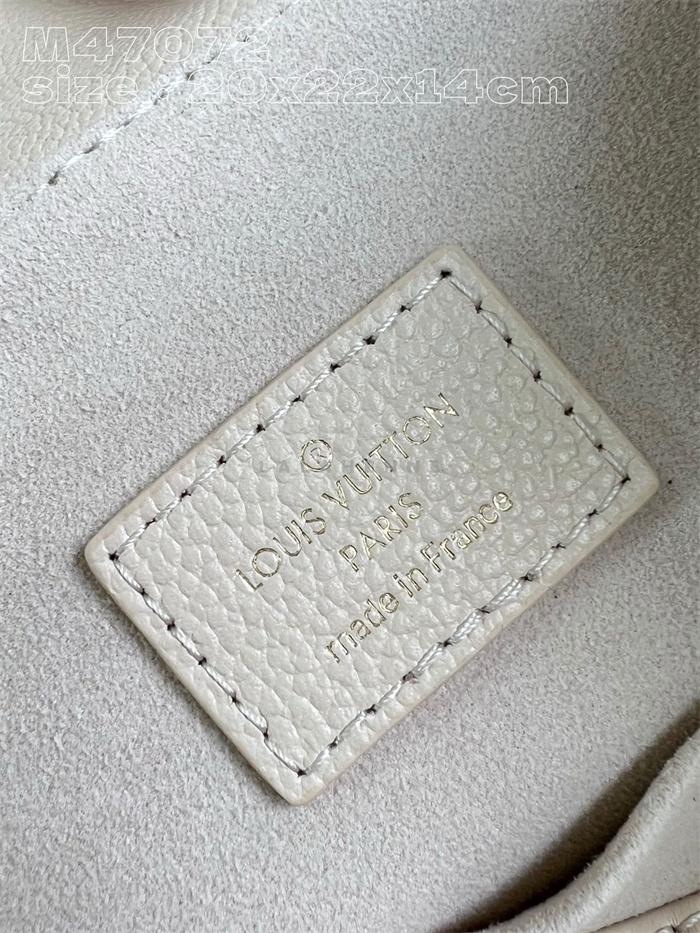 M47072
size:20x22x14cm
®
LOUIS VUITTON
PARIS
made in France